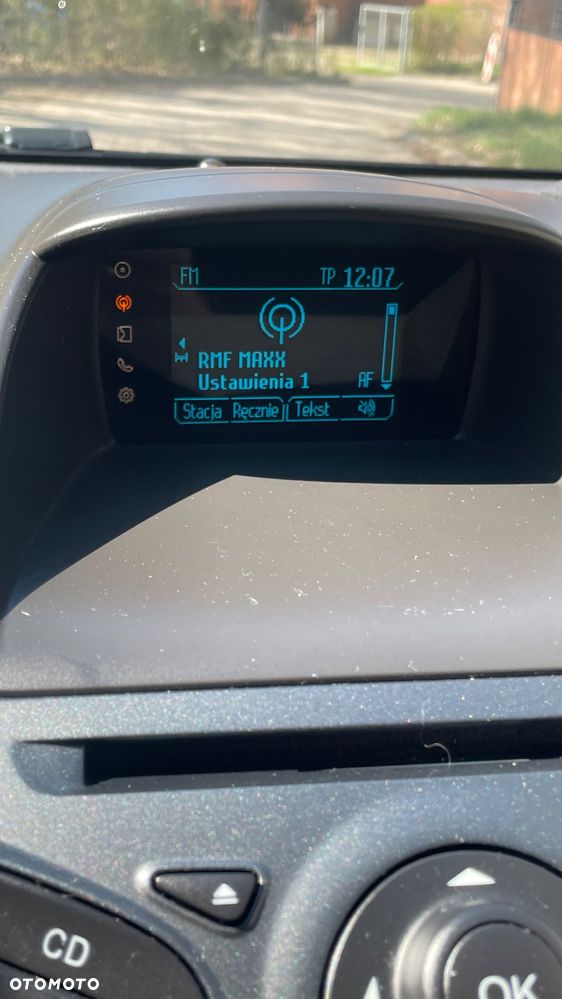 FM TP 12:07
RMF MAXX
Ustawienia 1 AF
Stacja Ręcznie Tekst
CD
OK
OTOMOTO